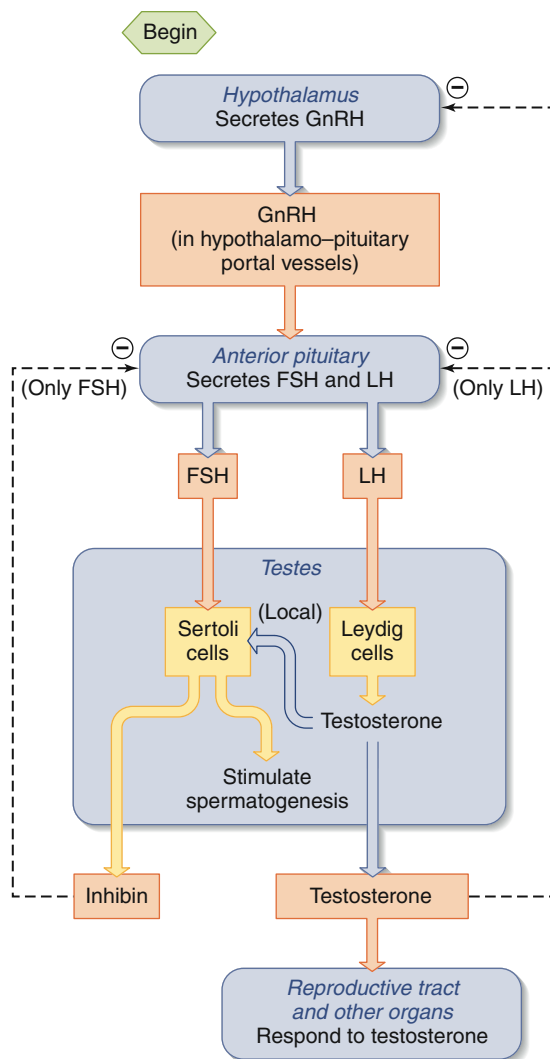 Begin
Hypothalamus
Secretes GnRH
GnRH
(in hypothalamo–pituitary
portal vessels)
Anterior pituitary
Secretes FSH and LH
(Only FSH)
(Only LH)
FSH
LH
Testes
(Local)
Sertoli
cells
Leydig
cells
Testosterone
Stimulate
spermatogenesis
Inhibin
Testosterone
Reproductive tract
and other organs
Respond to testosterone